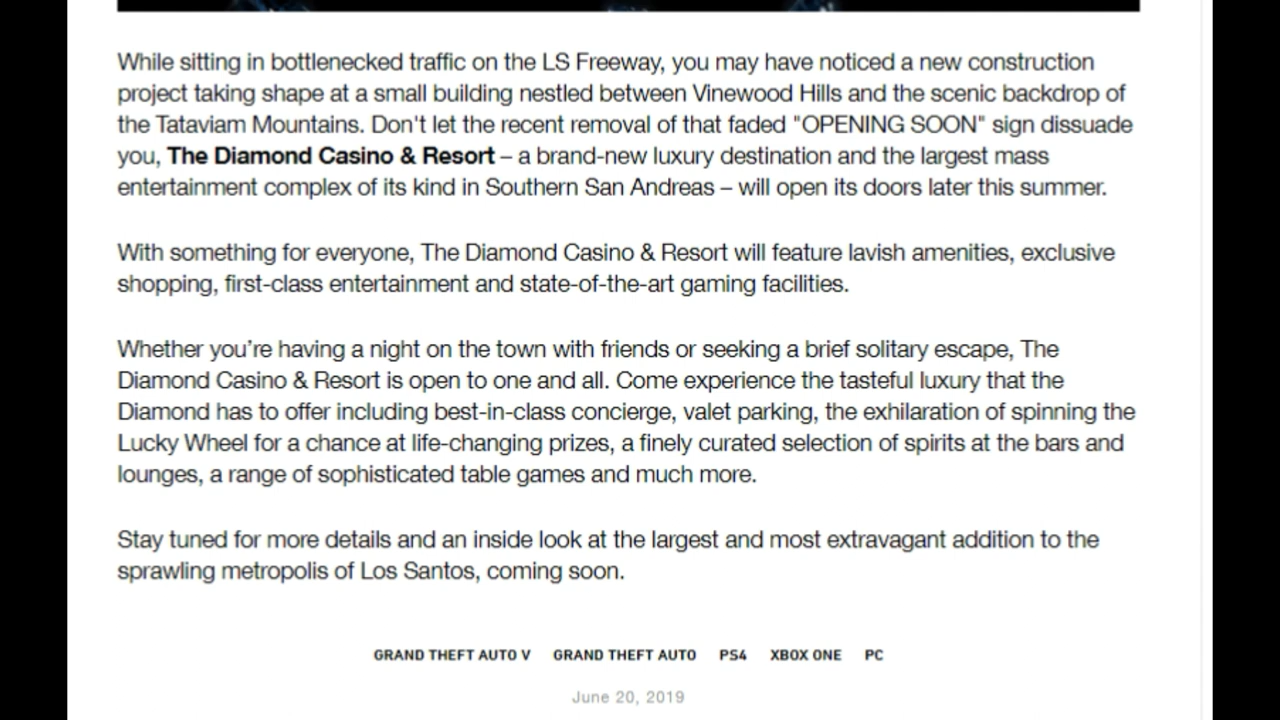 While sitting in bottlenecked traffic on the LS Freeway, you may have noticed a new construction
project taking shape at a small building nestled between Vinewood Hills and the scenic backdrop of
the Tataviam Mountains. Don't let the recent removal of that faded "OPENING SOON" sign dissuade
you, The Diamond Casino & Resort – a brand-new luxury destination and the largest mass
entertainment complex of its kind in Southern San Andreas – will open its doors later this summer.
With something for everyone, The Diamond Casino & Resort will feature lavish amenities, exclusive
shopping, first-class entertainment and state-of-the-art gaming facilities.
Whether you’re having a night on the town with friends or seeking a brief solitary escape, The
Diamond Casino & Resort is open to one and all. Come experience the tasteful luxury that the
Diamond has to offer including best-in-class concierge, valet parking, the exhilaration of spinning the
Lucky Wheel for a chance at life-changing prizes, a finely curated selection of spirits at the bars and
lounges, a range of sophisticated table games and much more.
Stay tuned for more details and an inside look at the largest and most extravagant addition to the
sprawling metropolis of Los Santos, coming soon.
GRAND THEFT AUTO V GRAND THEFT AUTO PS4 XBOX ONE PC
June 20, 2019